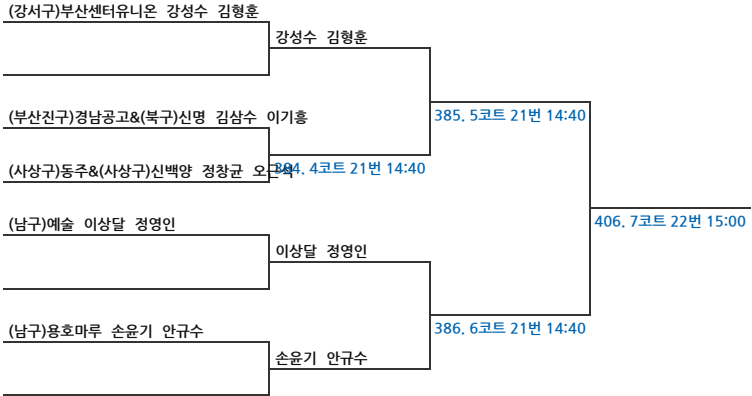 (강서구)부산센터유니온 강성수 김형훈
강성수 김형훈
(부산진구)경남공고&(북구)신명 김삼수 이기흥
385. 5코트 21번 14:40
(사상구)동주&(사상구)신백양 정창균
4코트 21번 14:40
(남구)예술 이상달 정영인
406. 7코트 22번 15:00
이상달 정영인
(남구)용호마루 손윤기 안규수
386. 6코트 21번 14:40
손윤기 안규수